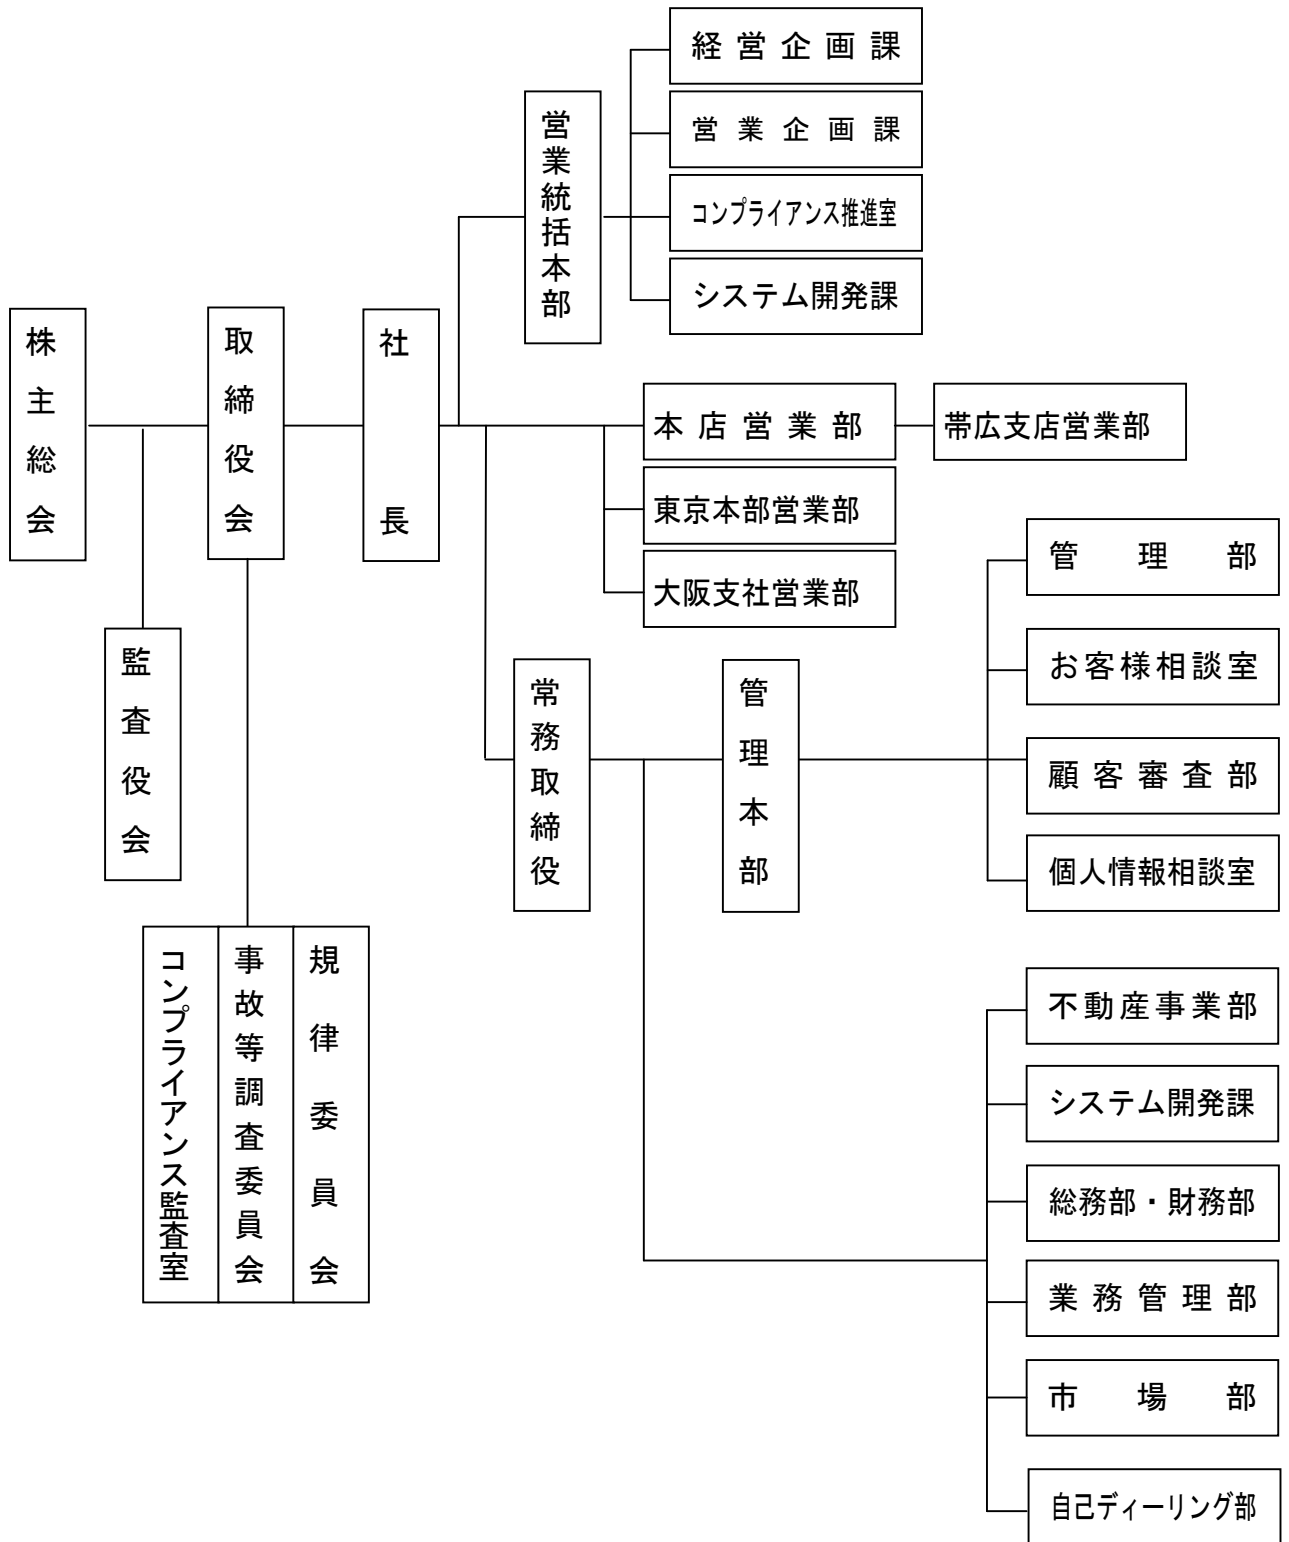 経営企画課
営業企画課
コンプライアンス推進室
システム開発課
営業統括本部
株主総会
取締役会
社長
本店営業部
帯広支店営業部
東京本部営業部
大阪支社営業部
監査役会
常務取締役
管理本部
管理部
お客様相談室
顧客審査部
個人情報相談室
コンプライアンス監査室
事故等調査委員会
規律委員会
不動産事業部
システム開発課
総務部・財務部
業務管理部
市場部
自己ディーリング部